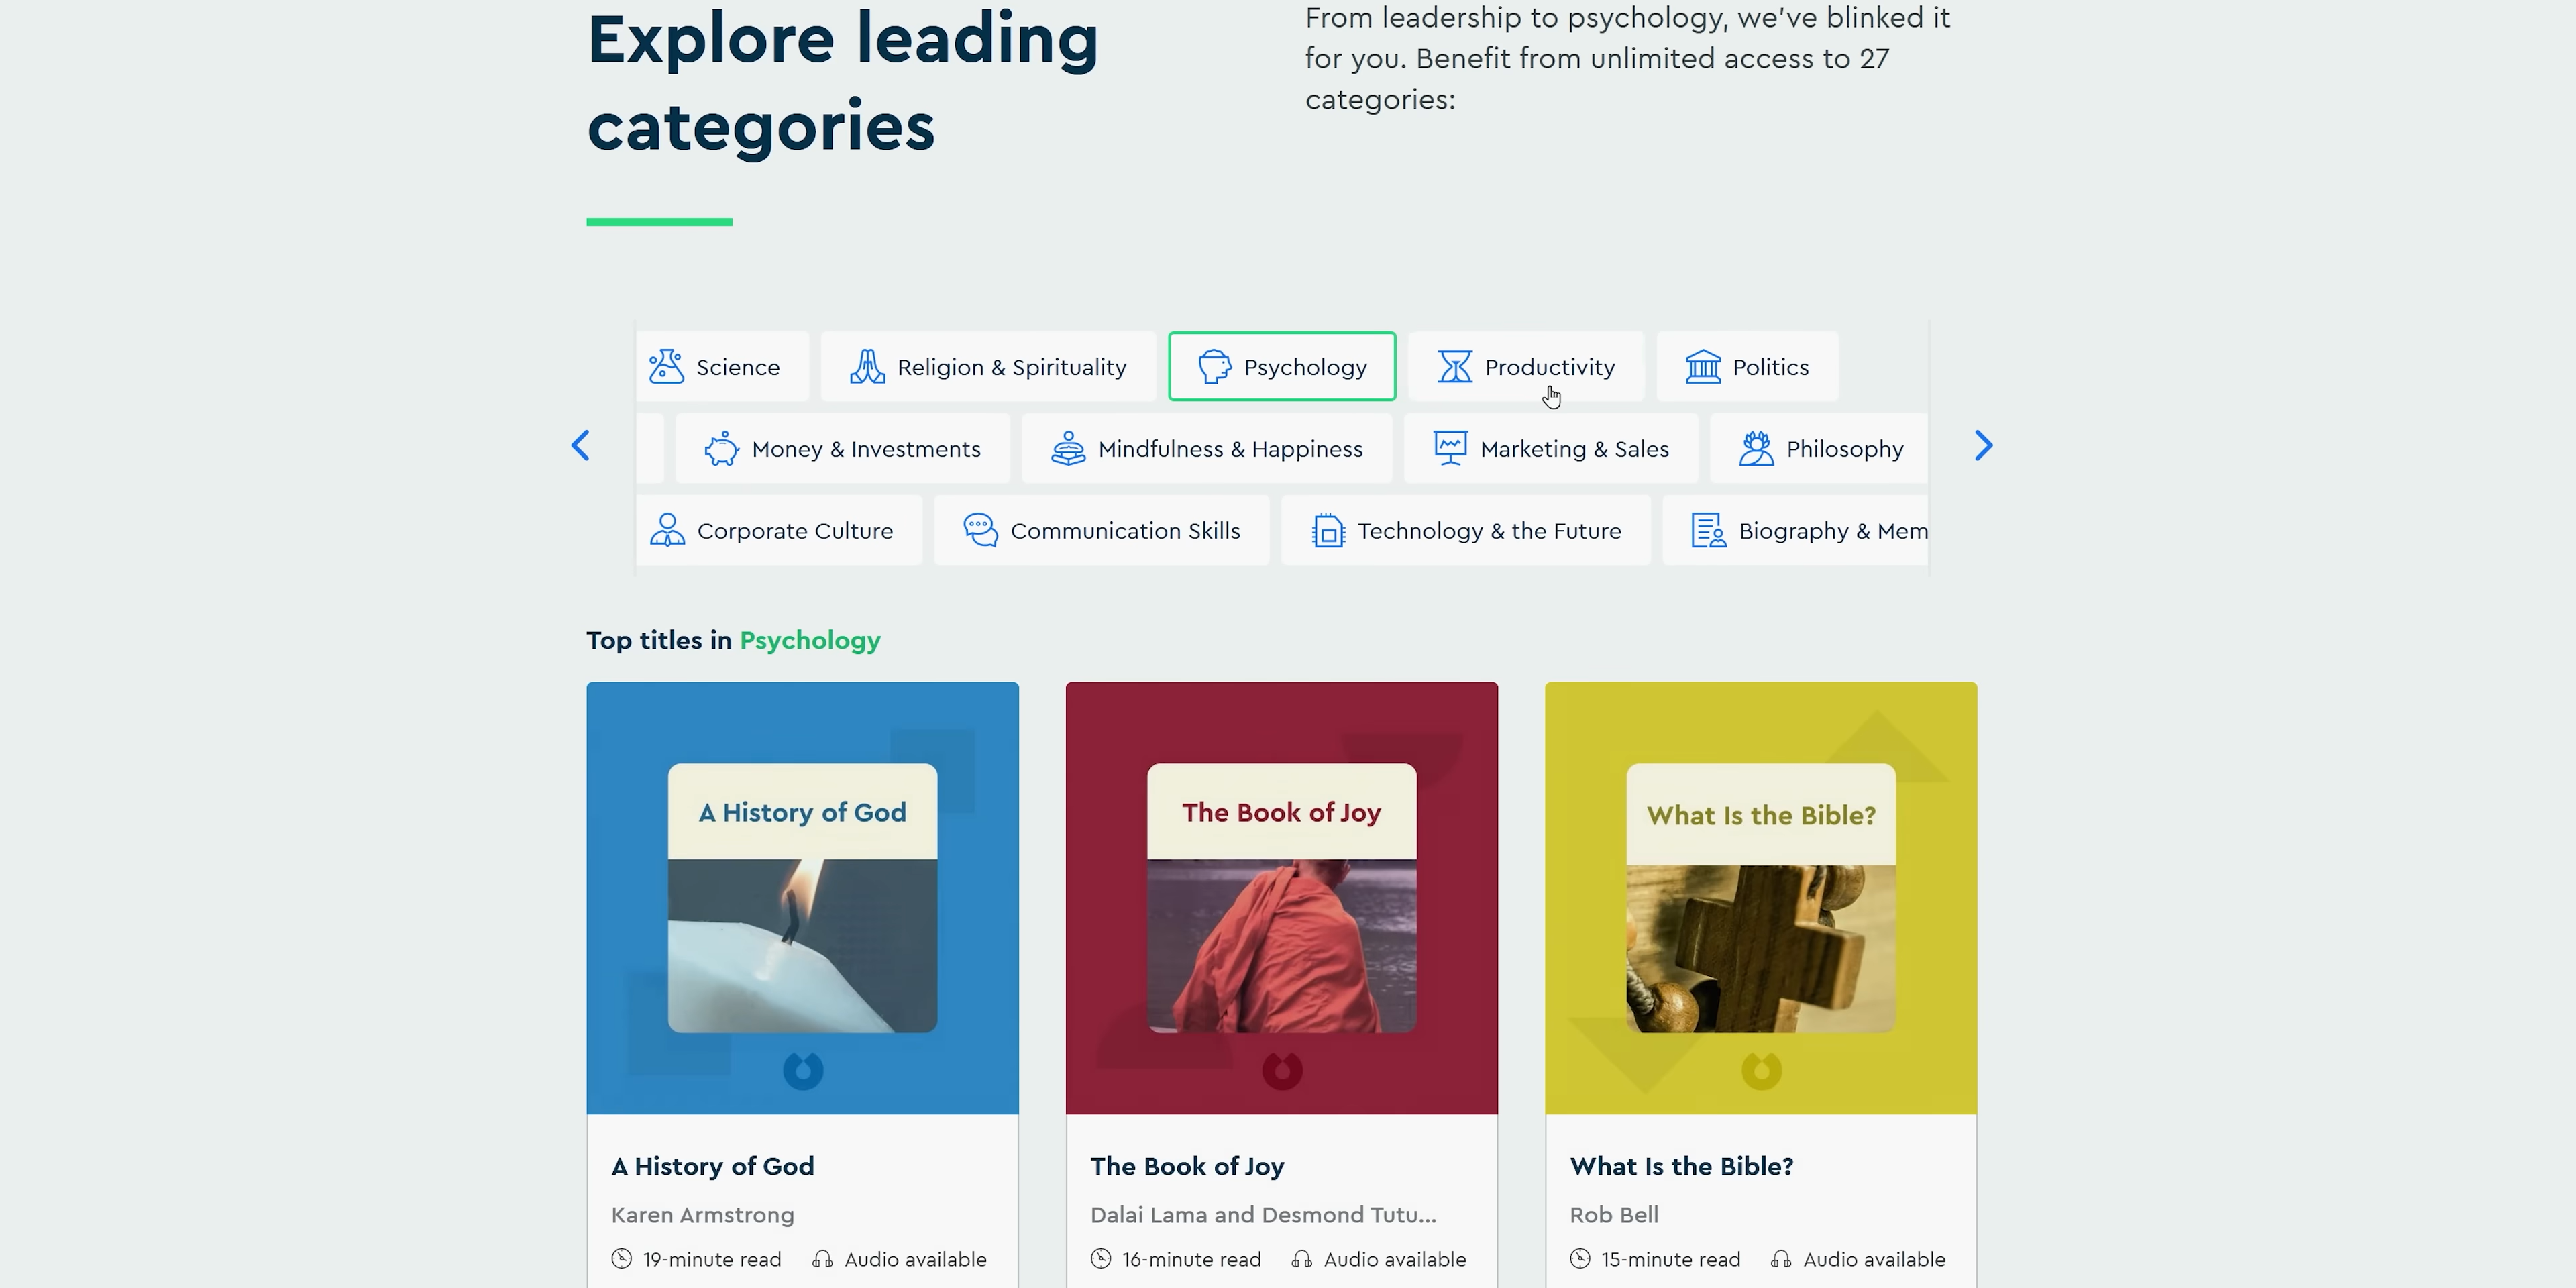 Explore leading
categories
From leadership to psychology, we've blinked it
for you. Benefit from unlimited access to 27
categories:
Science
Religion & Spirituality
Psychology
Productivity
Politics
Money & Investments
Mindfulness & Happiness
Marketing & Sales
Philosophy
Corporate Culture
Communication Skills
Technology & the Future
Biography & Mem
Top titles in Psychology
A History of God
The Book of Joy
What Is the Bible?
A History of God
Karen Armstrong
19-minute read
Audio available
The Book of Joy
Dalai Lama and Desmond Tutu...
16-minute read
Audio available
What Is the Bible?
Rob Bell
15-minute read
Audio available